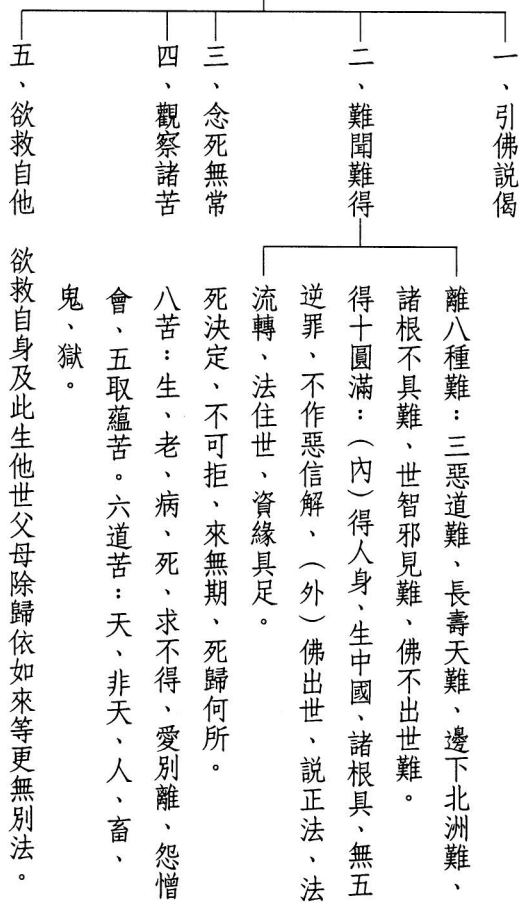 一、引佛說偈
二、難聞難得
離八種難：三惡道難、長壽天難、邊下北洲難、
諸根不具難、世智邪見難、佛不出世難。
得十圓滿：（內）得人身、生中國、諸根具、無五
逆罪、不作惡信解、（外）佛出世、說正法、法
流轉、法住世、資緣具足。
三、念死無常
死決定、不可拒、來無期、死歸何所。
四、觀察諸苦
八苦：生、老、病、死、求不得、愛別離、怨憎
會、五取蘊苦。六道苦：天、非天、人、畜、
鬼、獄。
五、欲救自他
欲救自身及此生他世父母除歸依如來等更無別法。